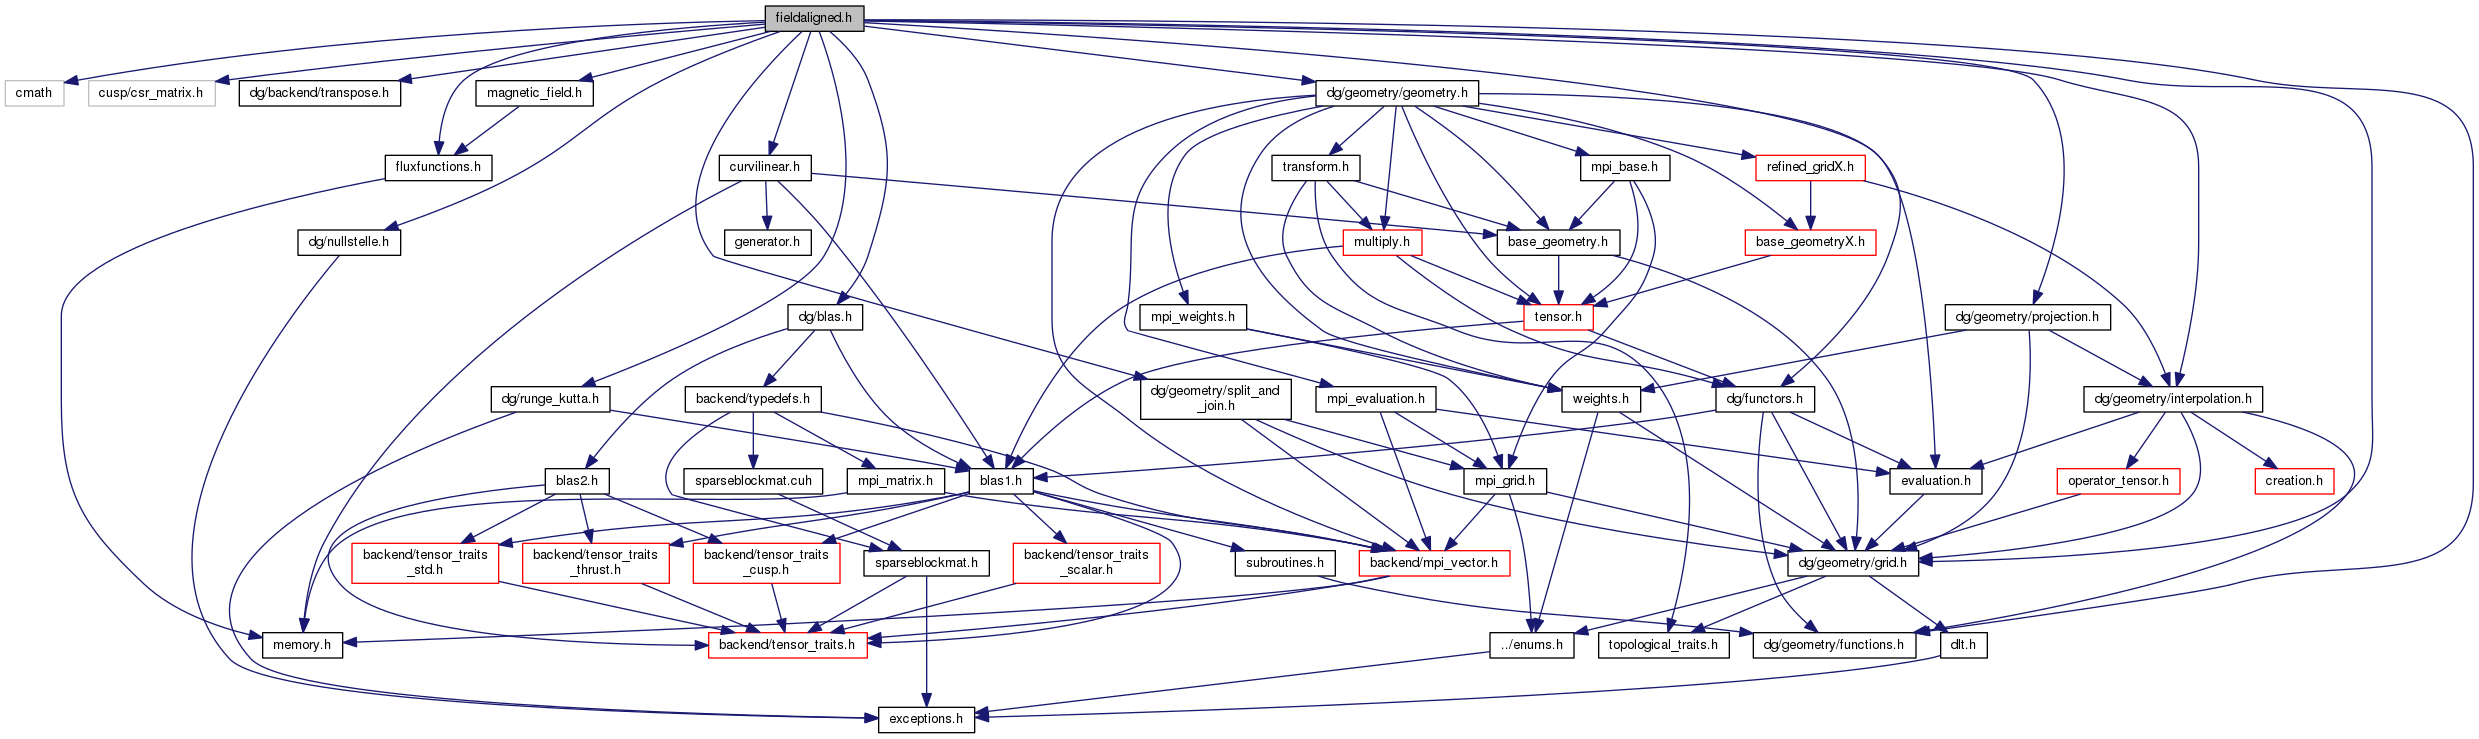 fieldaligned.h
cmath
cusp/csr_matrix.h
dg/backend/transpose.h
magnetic_field.h
dg/geometry/geometry.h
fluxfunctions.h
curvilinear.h
transform.h
mpi_base.h
refined_gridX.h
dg/nullstelle.h
generator.h
multiply.h
base_geometry.h
base_geometryX.h
dg/blas.h
mpi_weights.h
tensor.h
dg/geometry/projection.h
dg/runge_kutta.h
backend/typedefs.h
dg/geometry/split_and
_join.h
mpi_evaluation.h
weights.h
dg/functors.h
dg/geometry/interpolation.h
blas2.h
sparseblockmat.cuh
mpi_matrix.h
blas1.h
mpi_grid.h
evaluation.h
operator_tensor.h
creation.h
backend/tensor_traits
_std.h
backend/tensor_traits
_thrust.h
backend/tensor_traits
_cusp.h
sparseblockmat.h
backend/tensor_traits
_scalar.h
subroutines.h
backend/mpi_vector.h
dg/geometry/grid.h
memory.h
backend/tensor_traits.h
../enums.h
topological_traits.h
dg/geometry/functions.h
dlt.h
exceptions.h